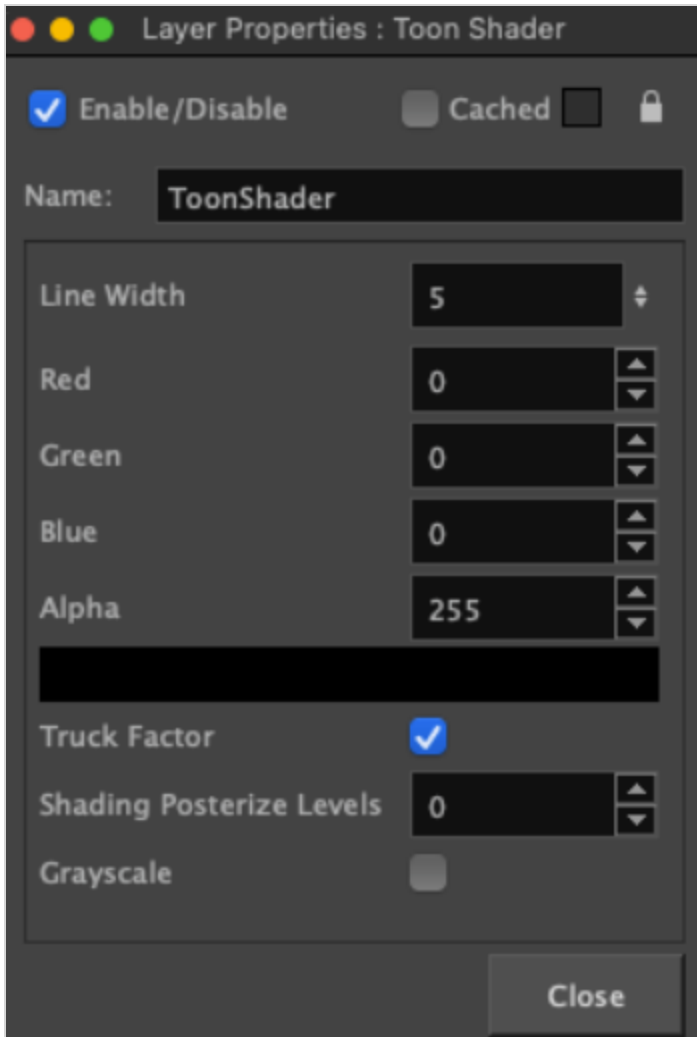 Layer Properties : Toon Shader
Enable/Disable Cached
Name: ToonShader
Line Width 5
Red 0
Green 0
Blue 0
Alpha 255
Truck Factor
Shading Posterize Levels 0
Grayscale
Close